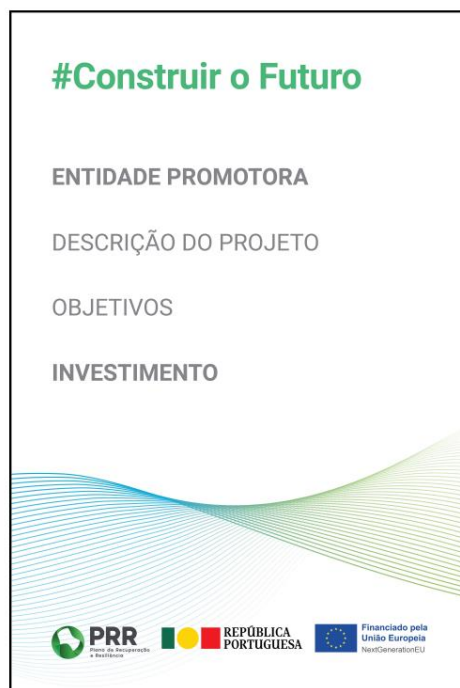 #Construir o Futuro
ENTIDADE PROMOTORA
DESCRIÇÃO DO PROJETO
OBJETIVOS
INVESTIMENTO
PRR
Plano de Recuperação
e Resiliência
REPÚBLICA
PORTUGUESA
Financiado pela
União Europeia
NextGenerationEU